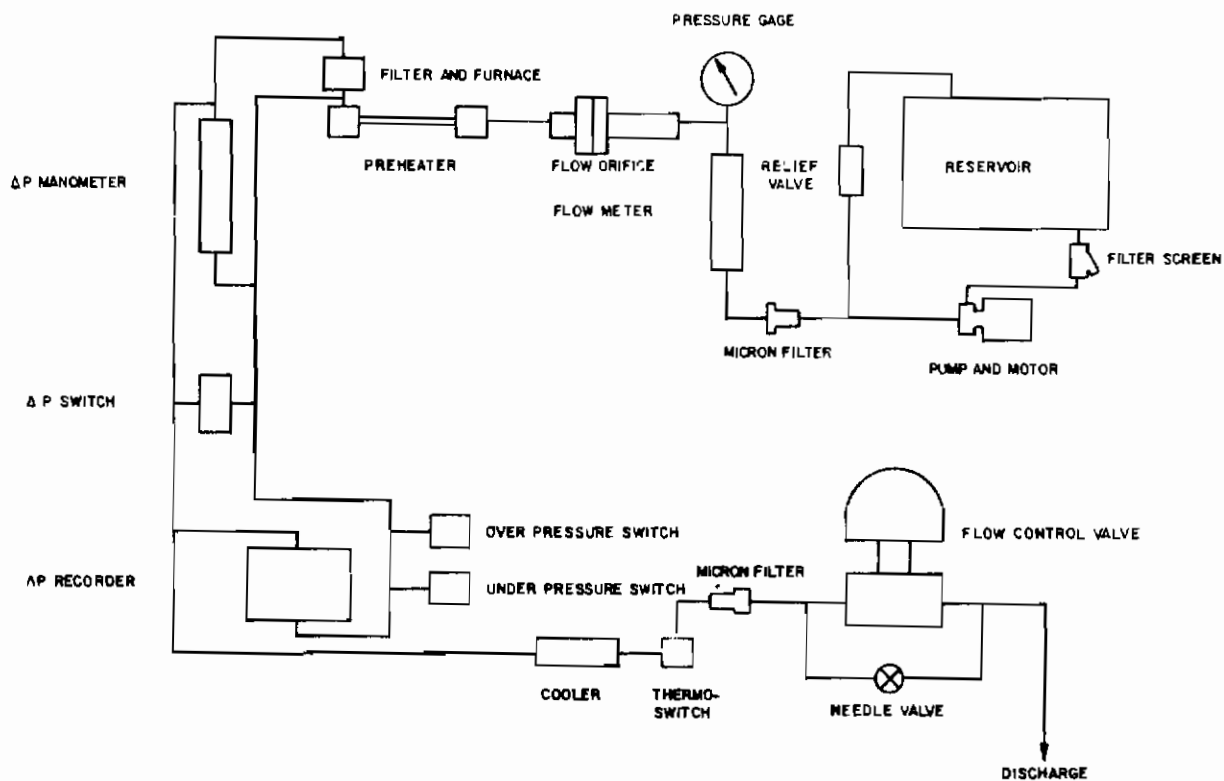 PRESSURE GAGE
FILTER AND FURNACE
PREHEATER
FLOW ORIFICE
RELIEF
VALVE
RESERVOIR
ΔP MANOMETER
FLOW METER
FILTER SCREEN
MICRON FILTER
PUMP AND MOTOR
Δ P SWITCH
OVER PRESSURE SWITCH
FLOW CONTROL VALVE
ΔP RECORDER
UNDER PRESSURE SWITCH
MICRON FILTER
COOLER
THERMO-
SWITCH
NEEDLE VALVE
DISCHARGE